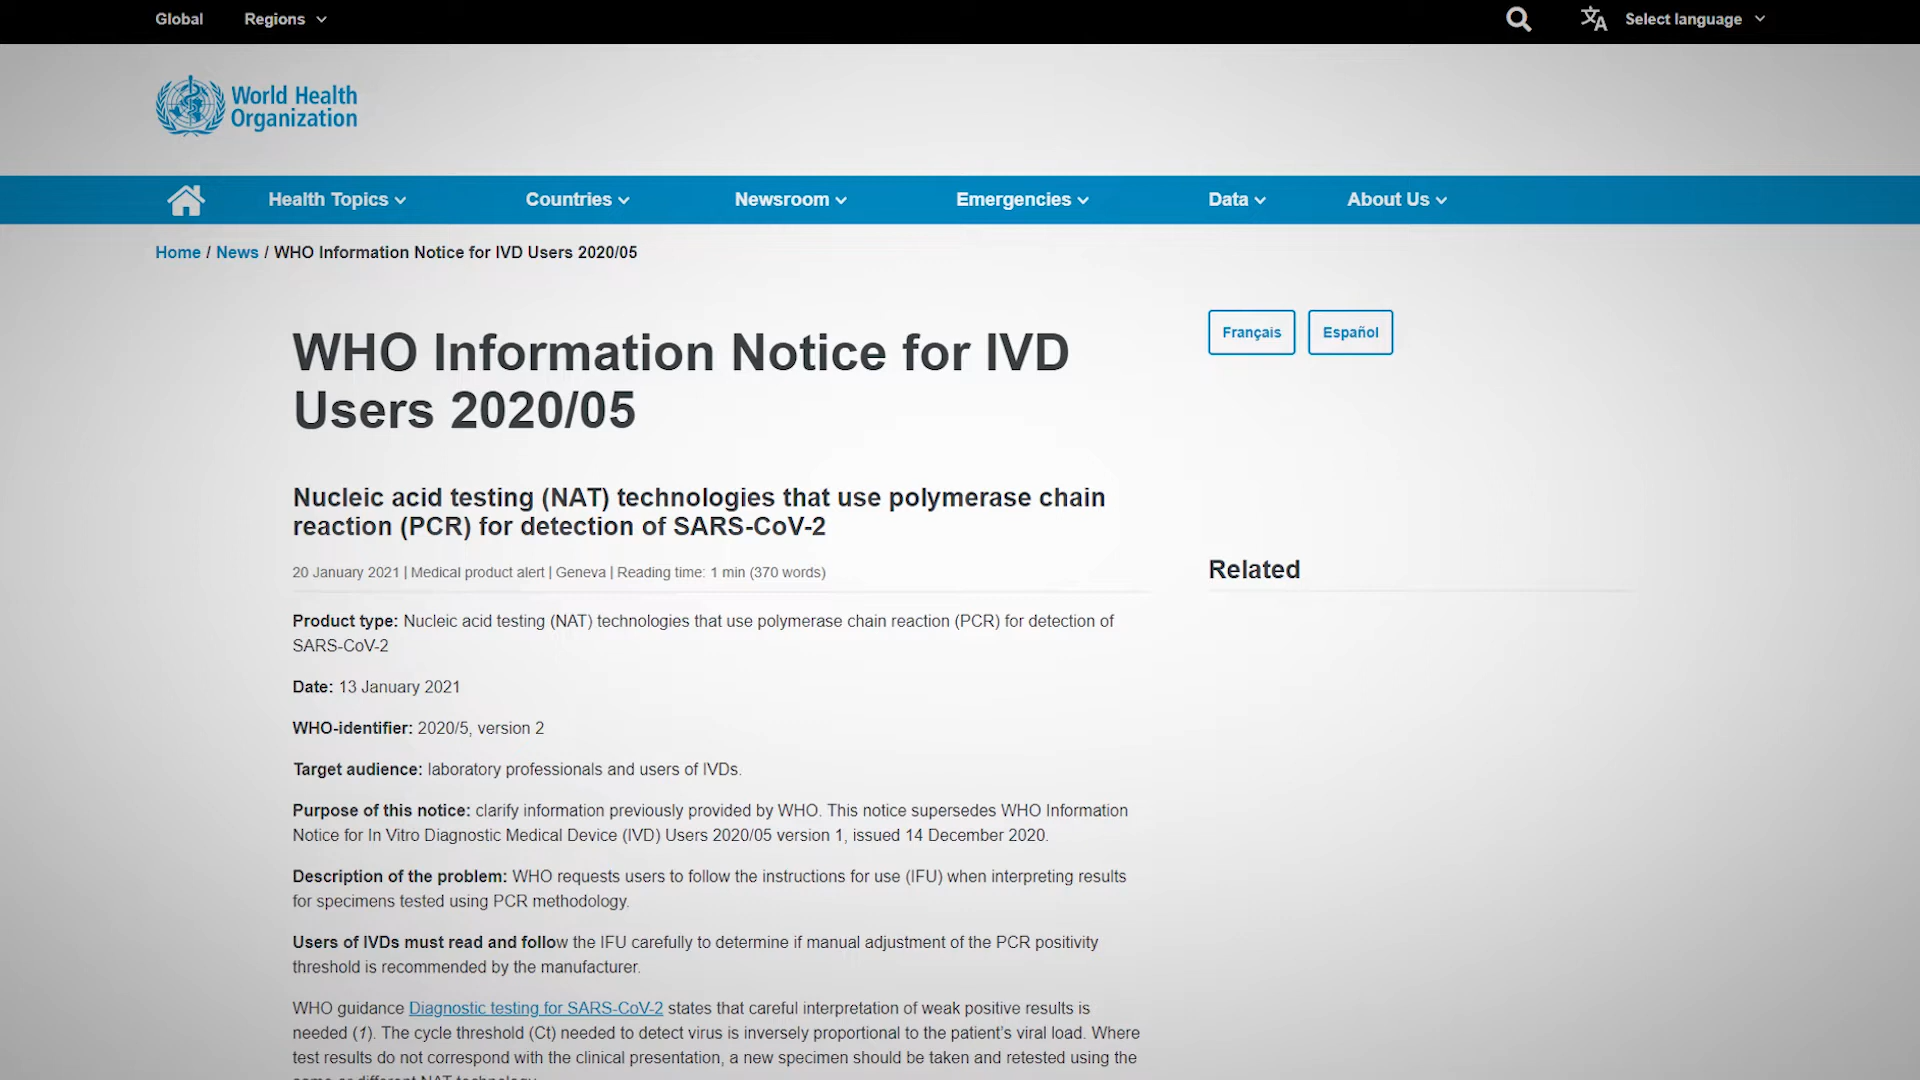 Global Regions Select language
World Health
Organization
Health Topics Countries Newsroom Emergencies Data About Us
Home / News / WHO Information Notice for IVD Users 2020/05
WHO Information Notice for IVD
Users 2020/05
Français Español
Nucleic acid testing (NAT) technologies that use polymerase chain
reaction (PCR) for detection of SARS-CoV-2
20 January 2021 | Medical product alert | Geneva | Reading time: 1 min (370 words)
Related
Product type: Nucleic acid testing (NAT) technologies that use polymerase chain reaction (PCR) for detection of
SARS-CoV-2
Date: 13 January 2021
WHO-identifier: 2020/5, version 2
Target audience: laboratory professionals and users of IVDs.
Purpose of this notice: clarify information previously provided by WHO. This notice supersedes WHO Information
Notice for In Vitro Diagnostic Medical Device (IVD) Users 2020/05 version 1, issued 14 December 2020.
Description of the problem: WHO requests users to follow the instructions for use (IFU) when interpreting results
for specimens tested using PCR methodology.
Users of IVDs must read and follow the IFU carefully to determine if manual adjustment of the PCR positivity
threshold is recommended by the manufacturer.
WHO guidance Diagnostic testing for SARS-CoV-2 states that careful interpretation of weak positive results is
needed (1). The cycle threshold (Ct) needed to detect virus is inversely proportional to the patient's viral load. Where
test results do not correspond with the clinical presentation, a new specimen should be taken and retested using the